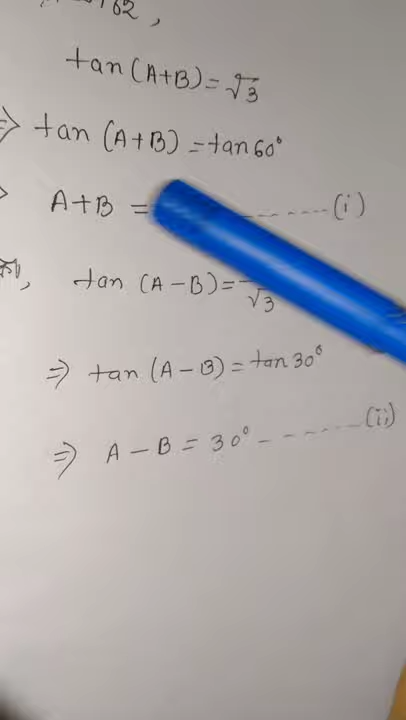 tan(A+B)=√3
⇒ tan (A+B) = tan 60°
A+B = --------(i)
tan (A-B)= √3
⇒ tan (A-B) = tan 30°
⇒ A-B = 30° --------(ii)